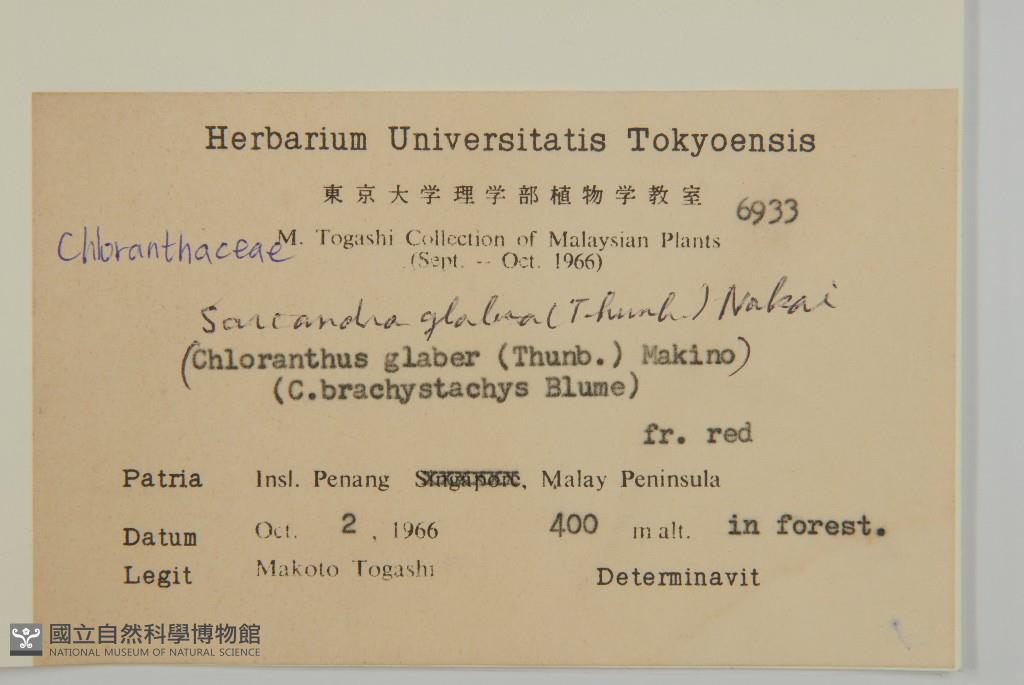 Herbarium Universitatis Tokyoensis
東京大学理学部植物学教室
6933
Chloranthaceae
M. Togashi Collection of Malaysian Plants
(Sept. -- Oct. 1966)
Sarcandra glabra (Thunb.) Nakai
(Chloranthus glaber (Thunb.) Makino)
(C.brachystachys Blume)
fr. red
Patria Insl. Penang Singapore, Malay Peninsula
Datum Oct. 2, 1966 400 m alt. in forest.
Legit Makoto Togashi Determinavit
國立自然科學博物館
NATIONAL MUSEUM OF NATURAL SCIENCE